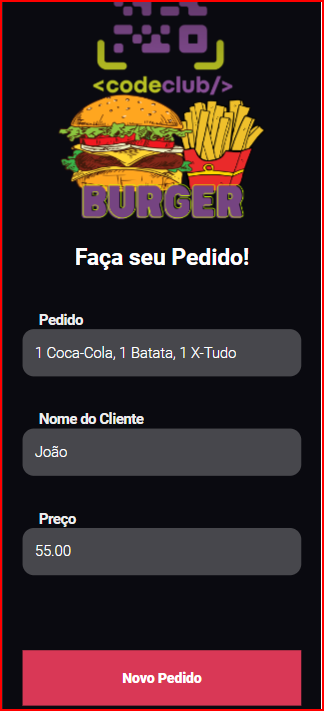 <codeclub/>
BURGER
Faça seu Pedido!
Pedido
1 Coca-Cola, 1 Batata, 1 X-Tudo
Nome do Cliente
João
Preço
55.00
Novo Pedido